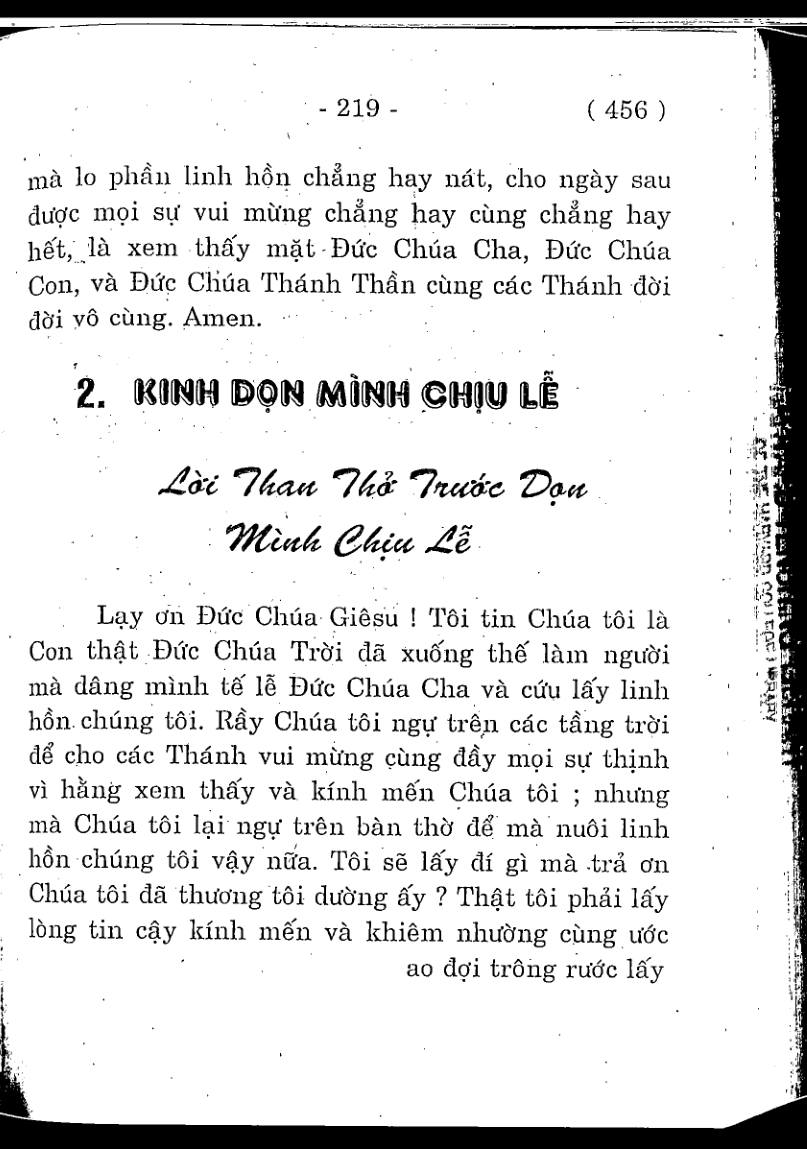 - 219 - ( 456 )
mà lo phần linh hồn chẳng hay nát, cho ngày sau
được mọi sự vui mừng chẳng hay cùng chẳng hay
hết, là xem thấy mặt Đức Chúa Cha, Đức Chúa
Con, và Đức Chúa Thánh Thần cùng các Thánh đời
đời vô cùng. Amen.
2. KINH DỌN MÌNH CHỊU LỄ
Lời Than Thở Trước Dọn
Mình Chịu Lễ
Lạy ơn Đức Chúa Giêsu ! Tôi tin Chúa tôi là
Con thật Đức Chúa Trời đã xuống thế làm người
mà dâng mình tế lễ Đức Chúa Cha và cứu lấy linh
hồn chúng tôi. Rầy Chúa tôi ngự trên các tầng trời
để cho các Thánh vui mừng cùng đầy mọi sự thịnh
vì hằng xem thấy và kính mến Chúa tôi ; nhưng
mà Chúa tôi lại ngự trên bàn thờ để mà nuôi linh
hồn chúng tôi vậy nữa. Tôi sẽ lấy đí gì mà trả ơn
Chúa tôi đã thương tôi dường ấy ? Thật tôi phải lấy
lòng tin cậy kính mến và khiêm nhường cùng ước
ao đợi trông rước lấy